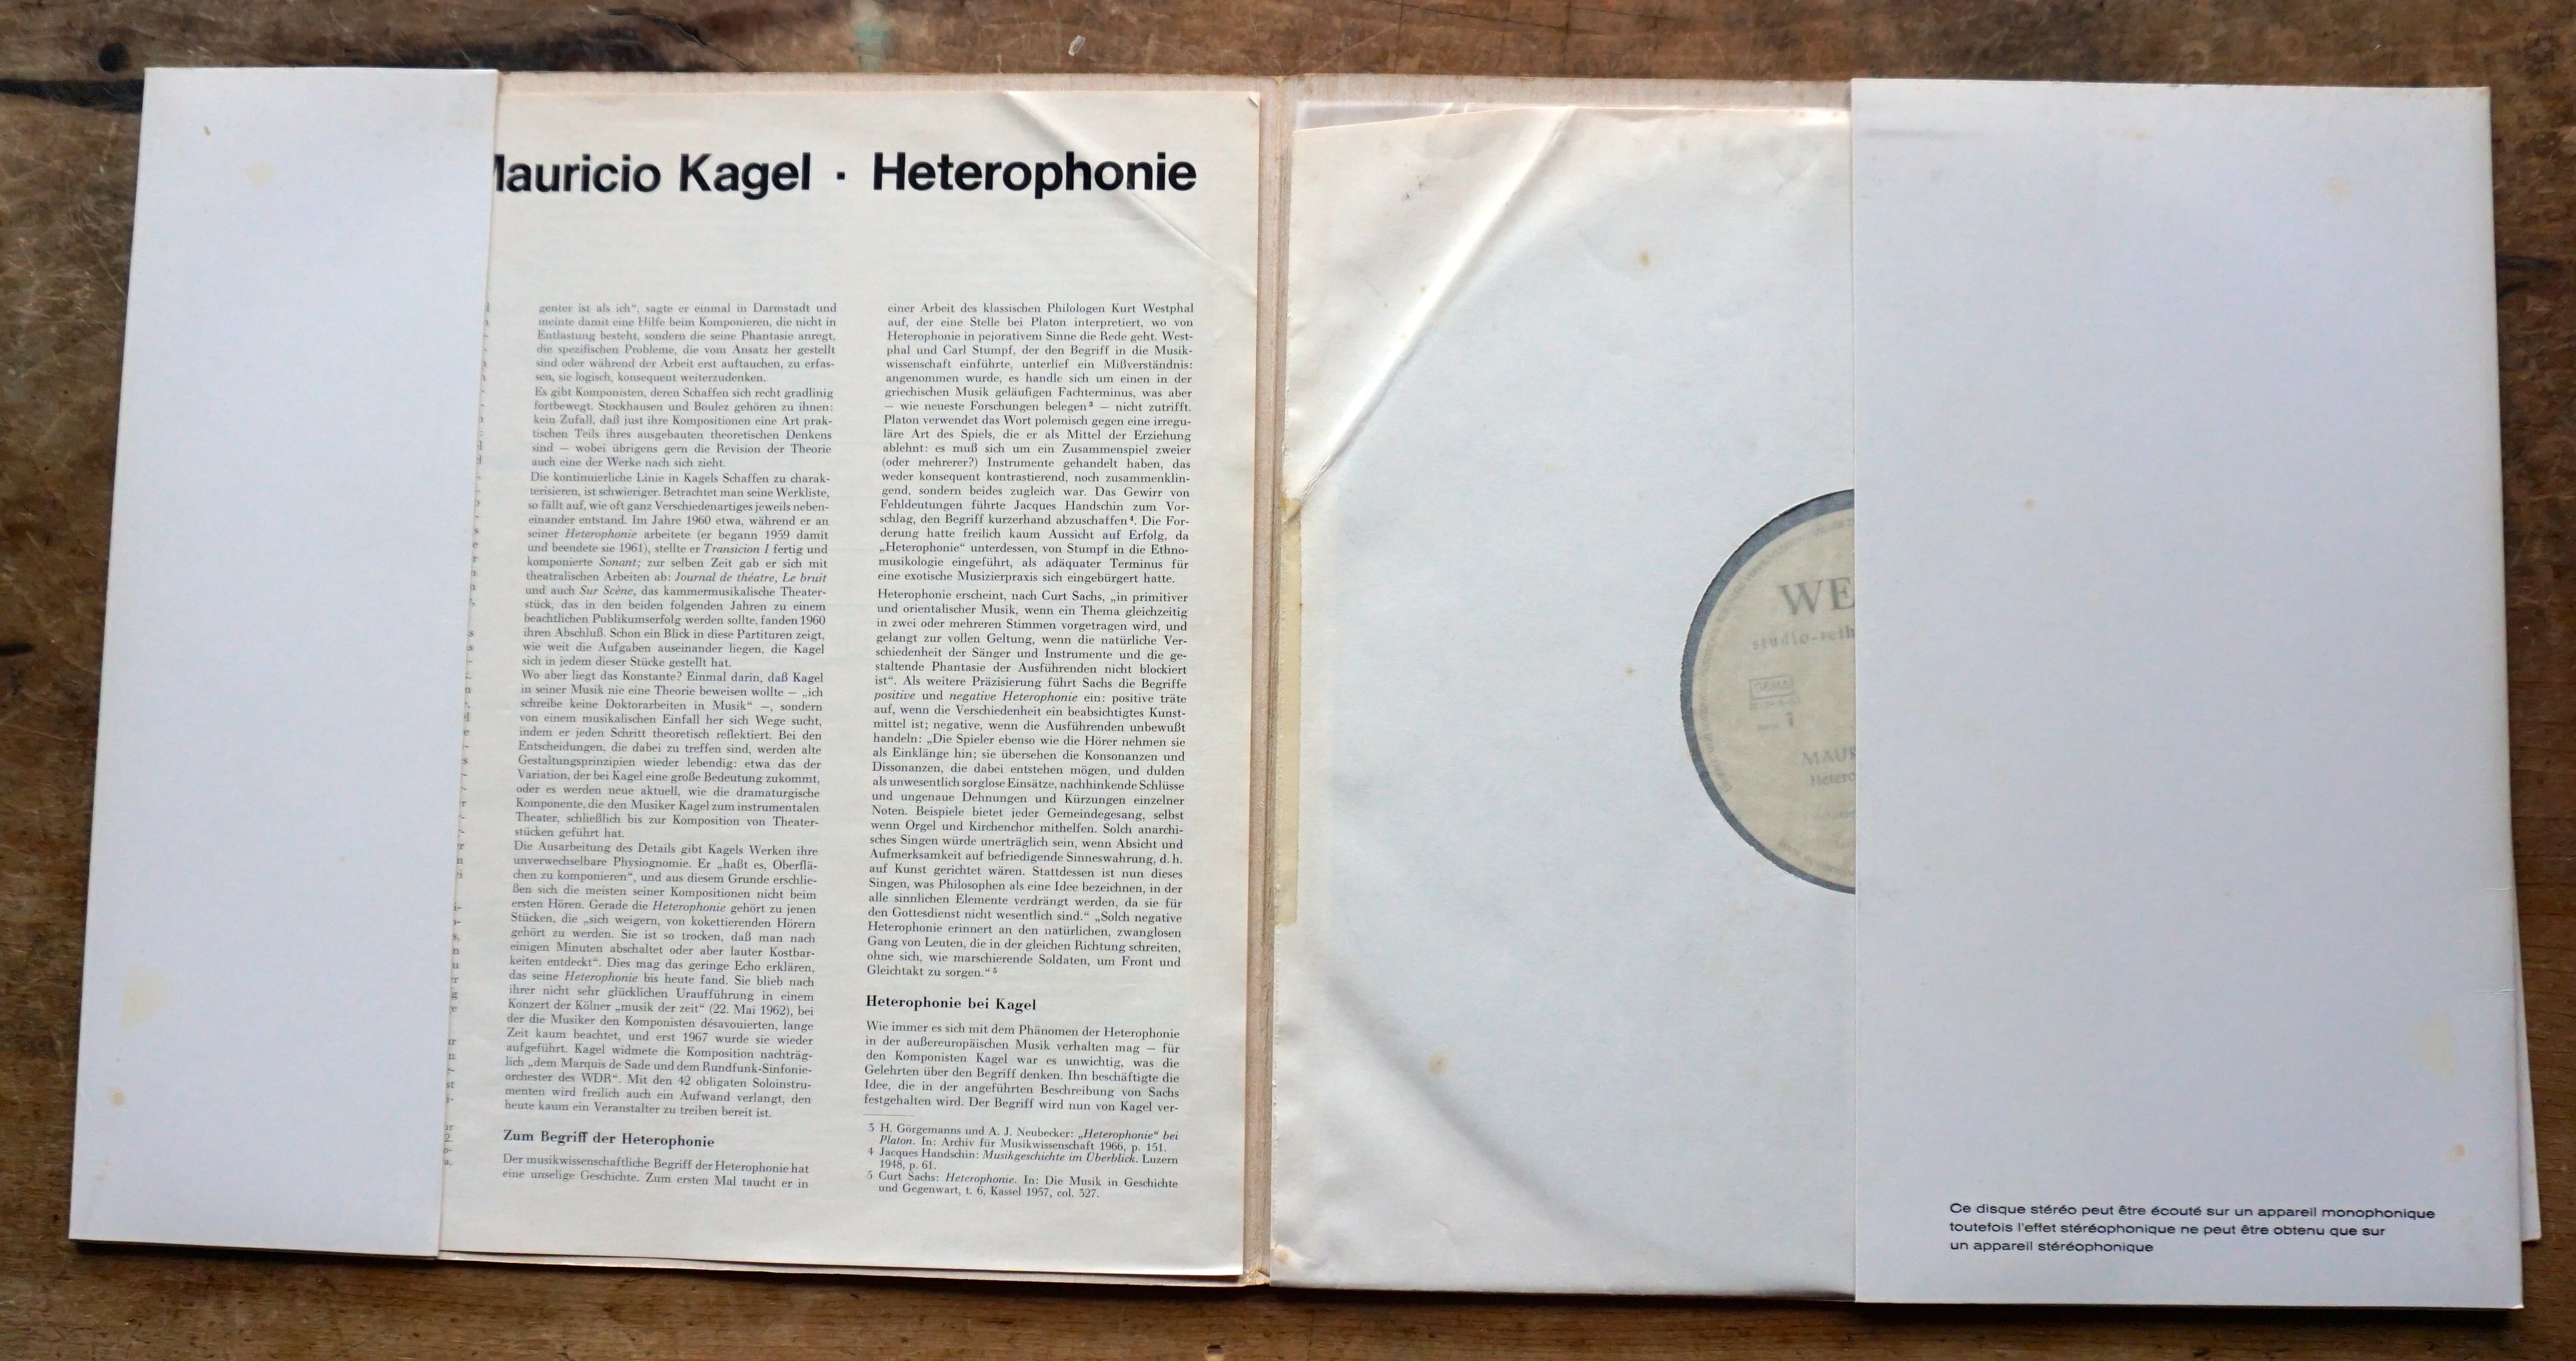 Mauricio Kagel · Heterophonie
genter ist als ich“, sagte er einmal in Darmstadt und
meinte damit eine Hilfe beim Komponieren, die nicht in
Entlastung besteht, sondern die seine Phantasie anregt,
die spezifischen Probleme, die vom Ansatz her gestellt
sind oder während der Arbeit erst auftauchen, zu erfas-
sen, sie logisch, konsequent weiterzudenken.
Es gibt Komponisten, deren Schaffen sich recht gradlinig
fortbewegt. Stockhausen und Boulez gehören zu ihnen:
kein Zufall, daß just ihre Kompositionen eine Art prak-
tischen Teils ihres ausgebauten theoretischen Denkens
sind — wobei übrigens gern die Revision der Theorie
auch eine der Werke nach sich zieht.
Die kontinuierliche Linie in Kagels Schaffen zu charak-
terisieren, ist schwieriger. Betrachtet man seine Werkliste,
so fällt auf, wie oft ganz Verschiedenartiges jeweils neben-
einander entstand. Im Jahre 1960 etwa, während er an
seiner Heterophonie arbeitete (er begann 1959 damit
und beendete sie 1961), stellte er Transicion I fertig und
komponierte Sonant; zur selben Zeit gab er sich mit
theatralischen Arbeiten ab: Journal de théatre, Le bruit
und auch Sur Scène, das kammermusikalische Theater-
stück, das in den beiden folgenden Jahren zu einem
beachtlichen Publikumserfolg werden sollte, fanden 1960
ihren Abschluß. Schon ein Blick in diese Partituren zeigt,
wie weit die Aufgaben auseinander liegen, die Kagel
sich in jedem dieser Stücke gestellt hat.
Wo aber liegt das Konstante? Einmal darin, daß Kagel
in seiner Musik nie eine Theorie beweisen wollte — „ich
schreibe keine Doktorarbeiten in Musik“ —, sondern
von einem musikalischen Einfall her sich Wege sucht,
indem er jeden Schritt theoretisch reflektiert. Bei den
Entscheidungen, die dabei zu treffen sind, werden alte
Gestaltungsprinzipien wieder lebendig: etwa das der
Variation, der bei Kagel eine große Bedeutung zukommt,
oder es werden neue aktuell, wie die dramaturgische
Komponente, die den Musiker Kagel zum instrumentalen
Theater, schließlich bis zur Komposition von Theater-
stücken geführt hat.
Die Ausarbeitung des Details gibt Kagels Werken ihre
unverwechselbare Physiognomie. Er „haßt es, Oberflä-
chen zu komponieren“, und aus diesem Grunde erschlie-
ßen sich die meisten seiner Kompositionen nicht beim
ersten Hören. Gerade die Heterophonie gehört zu jenen
Stücken, die „sich weigern, von kokettierenden Hörern
gehört zu werden. Sie ist so trocken, daß man nach
einigen Minuten abschaltet oder aber lauter Kostbar-
keiten entdeckt“. Dies mag das geringe Echo erklären,
das seine Heterophonie bis heute fand. Sie blieb nach
ihrer nicht sehr glücklichen Uraufführung in einem
Konzert der Kölner „musik der zeit“ (22. Mai 1962), bei
der die Musiker den Komponisten désavouierten, lange
Zeit kaum beachtet, und erst 1967 wurde sie wieder
aufgeführt. Kagel widmete die Komposition nachträg-
lich „dem Marquis de Sade und dem Rundfunk-Sinfonie-
orchester des WDR“. Mit den 42 obligaten Soloinstru-
menten wird freilich auch ein Aufwand verlangt, den
heute kaum ein Veranstalter zu treiben bereit ist.
Zum Begriff der Heterophonie
Der musikwissenschaftliche Begriff der Heterophonie hat
eine unselige Geschichte. Zum ersten Mal taucht er in
einer Arbeit des klassischen Philologen Kurt Westphal
auf, der eine Stelle bei Platon interpretiert, wo von
Heterophonie in pejorativem Sinne die Rede geht. West-
phal und Carl Stumpf, der den Begriff in die Musik-
wissenschaft einführte, unterlief ein Mißverständnis:
angenommen wurde, es handle sich um einen in der
griechischen Musik geläufigen Fachterminus, was aber
— wie neueste Forschungen belegen³ — nicht zutrifft.
Platon verwendet das Wort polemisch gegen eine irregu-
läre Art des Spiels, die er als Mittel der Erziehung
ablehnt: es muß sich um ein Zusammenspiel zweier
(oder mehrerer?) Instrumente gehandelt haben, das
weder konsequent kontrastierend, noch zusammenklin-
gend, sondern beides zugleich war. Das Gewirr von
Fehldeutungen führte Jacques Handschin zum Vor-
schlag, den Begriff kurzerhand abzuschaffen⁴. Die For-
derung hatte freilich kaum Aussicht auf Erfolg, da
„Heterophonie“ unterdessen, von Stumpf in die Ethno-
musikologie eingeführt, als adäquater Terminus für
eine exotische Musizierpraxis sich eingebürgert hatte.
Heterophonie erscheint, nach Curt Sachs, „in primitiver
und orientalischer Musik, wenn ein Thema gleichzeitig
in zwei oder mehreren Stimmen vorgetragen wird, und
gelangt zur vollen Geltung, wenn die natürliche Ver-
schiedenheit der Sänger und Instrumente und die ge-
staltende Phantasie der Ausführenden nicht blockiert
ist“. Als weitere Präzisierung führt Sachs die Begriffe
positive und negative Heterophonie ein: positive träte
auf, wenn die Verschiedenheit ein beabsichtigtes Kunst-
mittel ist; negative, wenn die Ausführenden unbewußt
handeln: „Die Spieler ebenso wie die Hörer nehmen sie
als Einklänge hin; sie übersehen die Konsonanzen und
Dissonanzen, die dabei entstehen mögen, und dulden
als unwesentlich sorglose Einsätze, nachhinkende Schlüsse
und ungenaue Dehnungen und Kürzungen einzelner
Noten. Beispiele bietet jeder Gemeindegesang, selbst
wenn Orgel und Kirchenchor mithelfen. Solch anarchi-
sches Singen würde unerträglich sein, wenn Absicht und
Aufmerksamkeit auf befriedigende Sinneswahrung, d. h.
auf Kunst gerichtet wären. Stattdessen ist nun dieses
Singen, was Philosophen als eine Idee bezeichnen, in der
alle sinnlichen Elemente verdrängt werden, da sie für
den Gottesdienst nicht wesentlich sind.“ „Solch negative
Heterophonie erinnert an den natürlichen, zwanglosen
Gang von Leuten, die in der gleichen Richtung schreiten,
ohne sich, wie marschierende Soldaten, um Front und
Gleichtakt zu sorgen.“ ⁵
Heterophonie bei Kagel
Wie immer es sich mit dem Phänomen der Heterophonie
in der außereuropäischen Musik verhalten mag — für
den Komponisten Kagel war es unwichtig, was die
Gelehrten über den Begriff denken. Ihn beschäftigte die
Idee, die in der angeführten Beschreibung von Sachs
festgehalten wird. Der Begriff wird nun von Kagel ver-
3 H. Görgemanns und A. J. Neubecker: „Heterophonie“ bei
Platon. In: Archiv für Musikwissenschaft 1966, p. 151.
4 Jacques Handschin: Musikgeschichte im Überblick. Luzern
1948, p. 61.
5 Curt Sachs: Heterophonie. In: Die Musik in Geschichte
und Gegenwart, t. 6, Kassel 1957, col. 327.
WE
studio-reih
GEMA
1
MAUR
Hetero
Ce disque stéréo peut être écouté sur un appareil monophonique
toutefois l'effet stéréophonique ne peut être obtenu que sur
un appareil stéréophonique